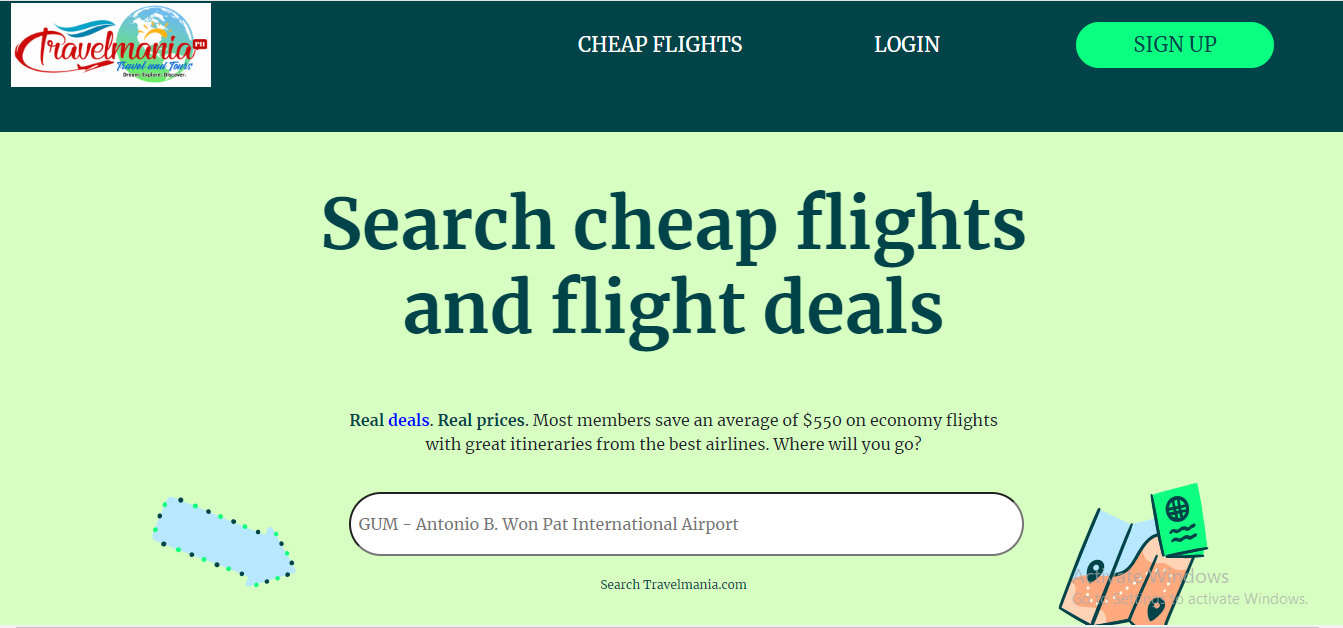 Travelmania PH
Travel and Tours
Dream. Explore. Discover.
CHEAP FLIGHTS
LOGIN
SIGN UP
Search cheap flights
and flight deals
Real deals. Real prices. Most members save an average of $550 on economy flights
with great itineraries from the best airlines. Where will you go?
GUM - Antonio B. Won Pat International Airport
Search Travelmania.com
Activate Windows
Go to Settings to activate Windows.